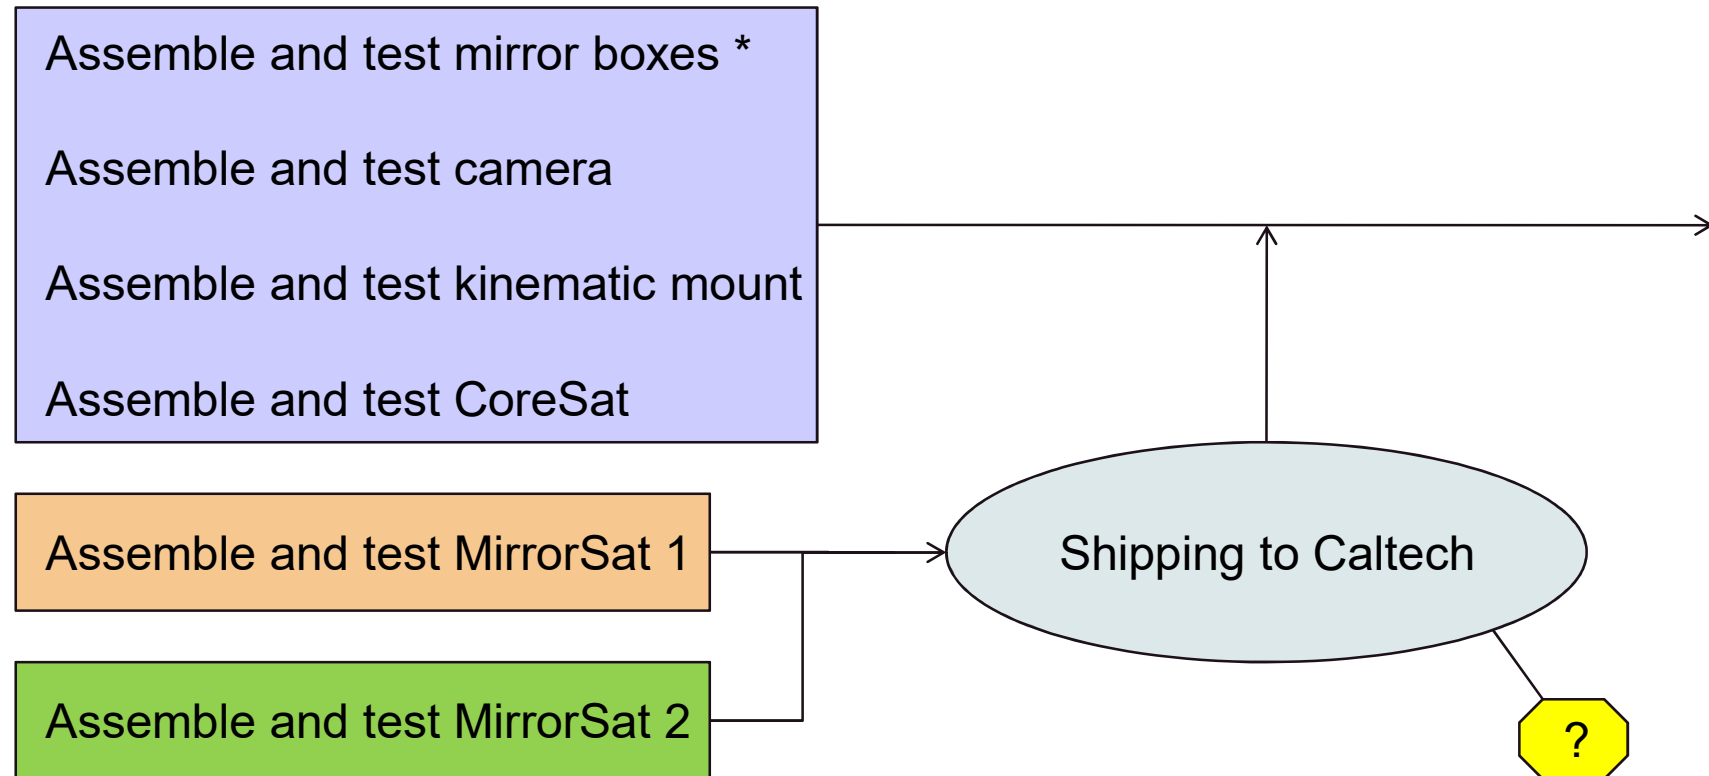 Assemble and test mirror boxes *
Assemble and test camera
Assemble and test kinematic mount
Assemble and test CoreSat
Assemble and test MirrorSat 1
Shipping to Caltech
Assemble and test MirrorSat 2
?